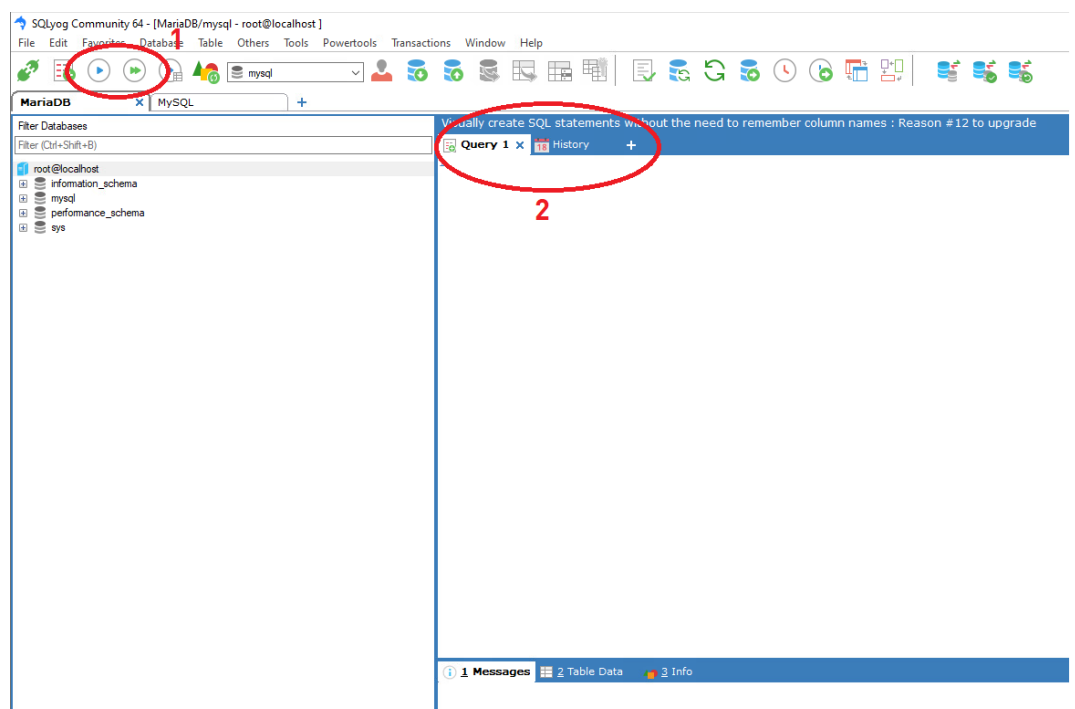 SQLyog Community 64 - [MariaDB/mysql - root@localhost ]
1
File Edit Favorites Database Table Others Tools Powertools Transactions Window Help
mysql
MariaDB x MySQL +
Filter Databases
Filter (Ctrl+Shift+B)
root@localhost
information_schema
mysql
performance_schema
sys
Visually create SQL statements without the need to remember column names : Reason #12 to upgrade
Query 1 x 18 History +
2
1 Messages 2 Table Data 3 Info